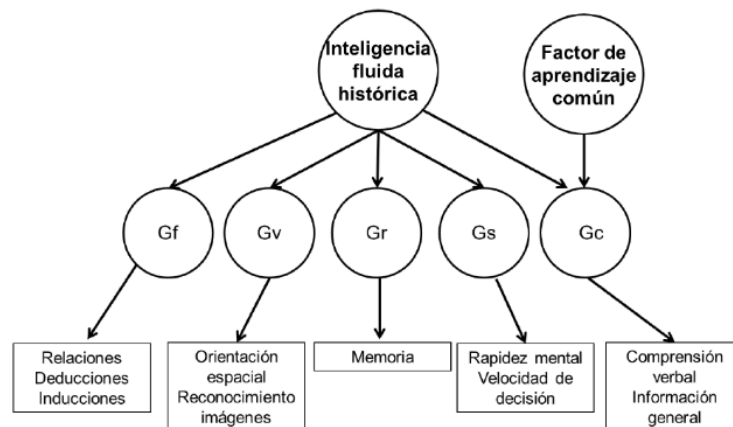 Inteligencia
fluida
histórica
Factor de
aprendizaje
común
Gf
Gv
Gr
Gs
Gc
Relaciones
Deducciones
Inducciones
Orientación
espacial
Reconocimiento
imágenes
Memoria
Rapidez mental
Velocidad de
decisión
Comprensión
verbal
Información
general